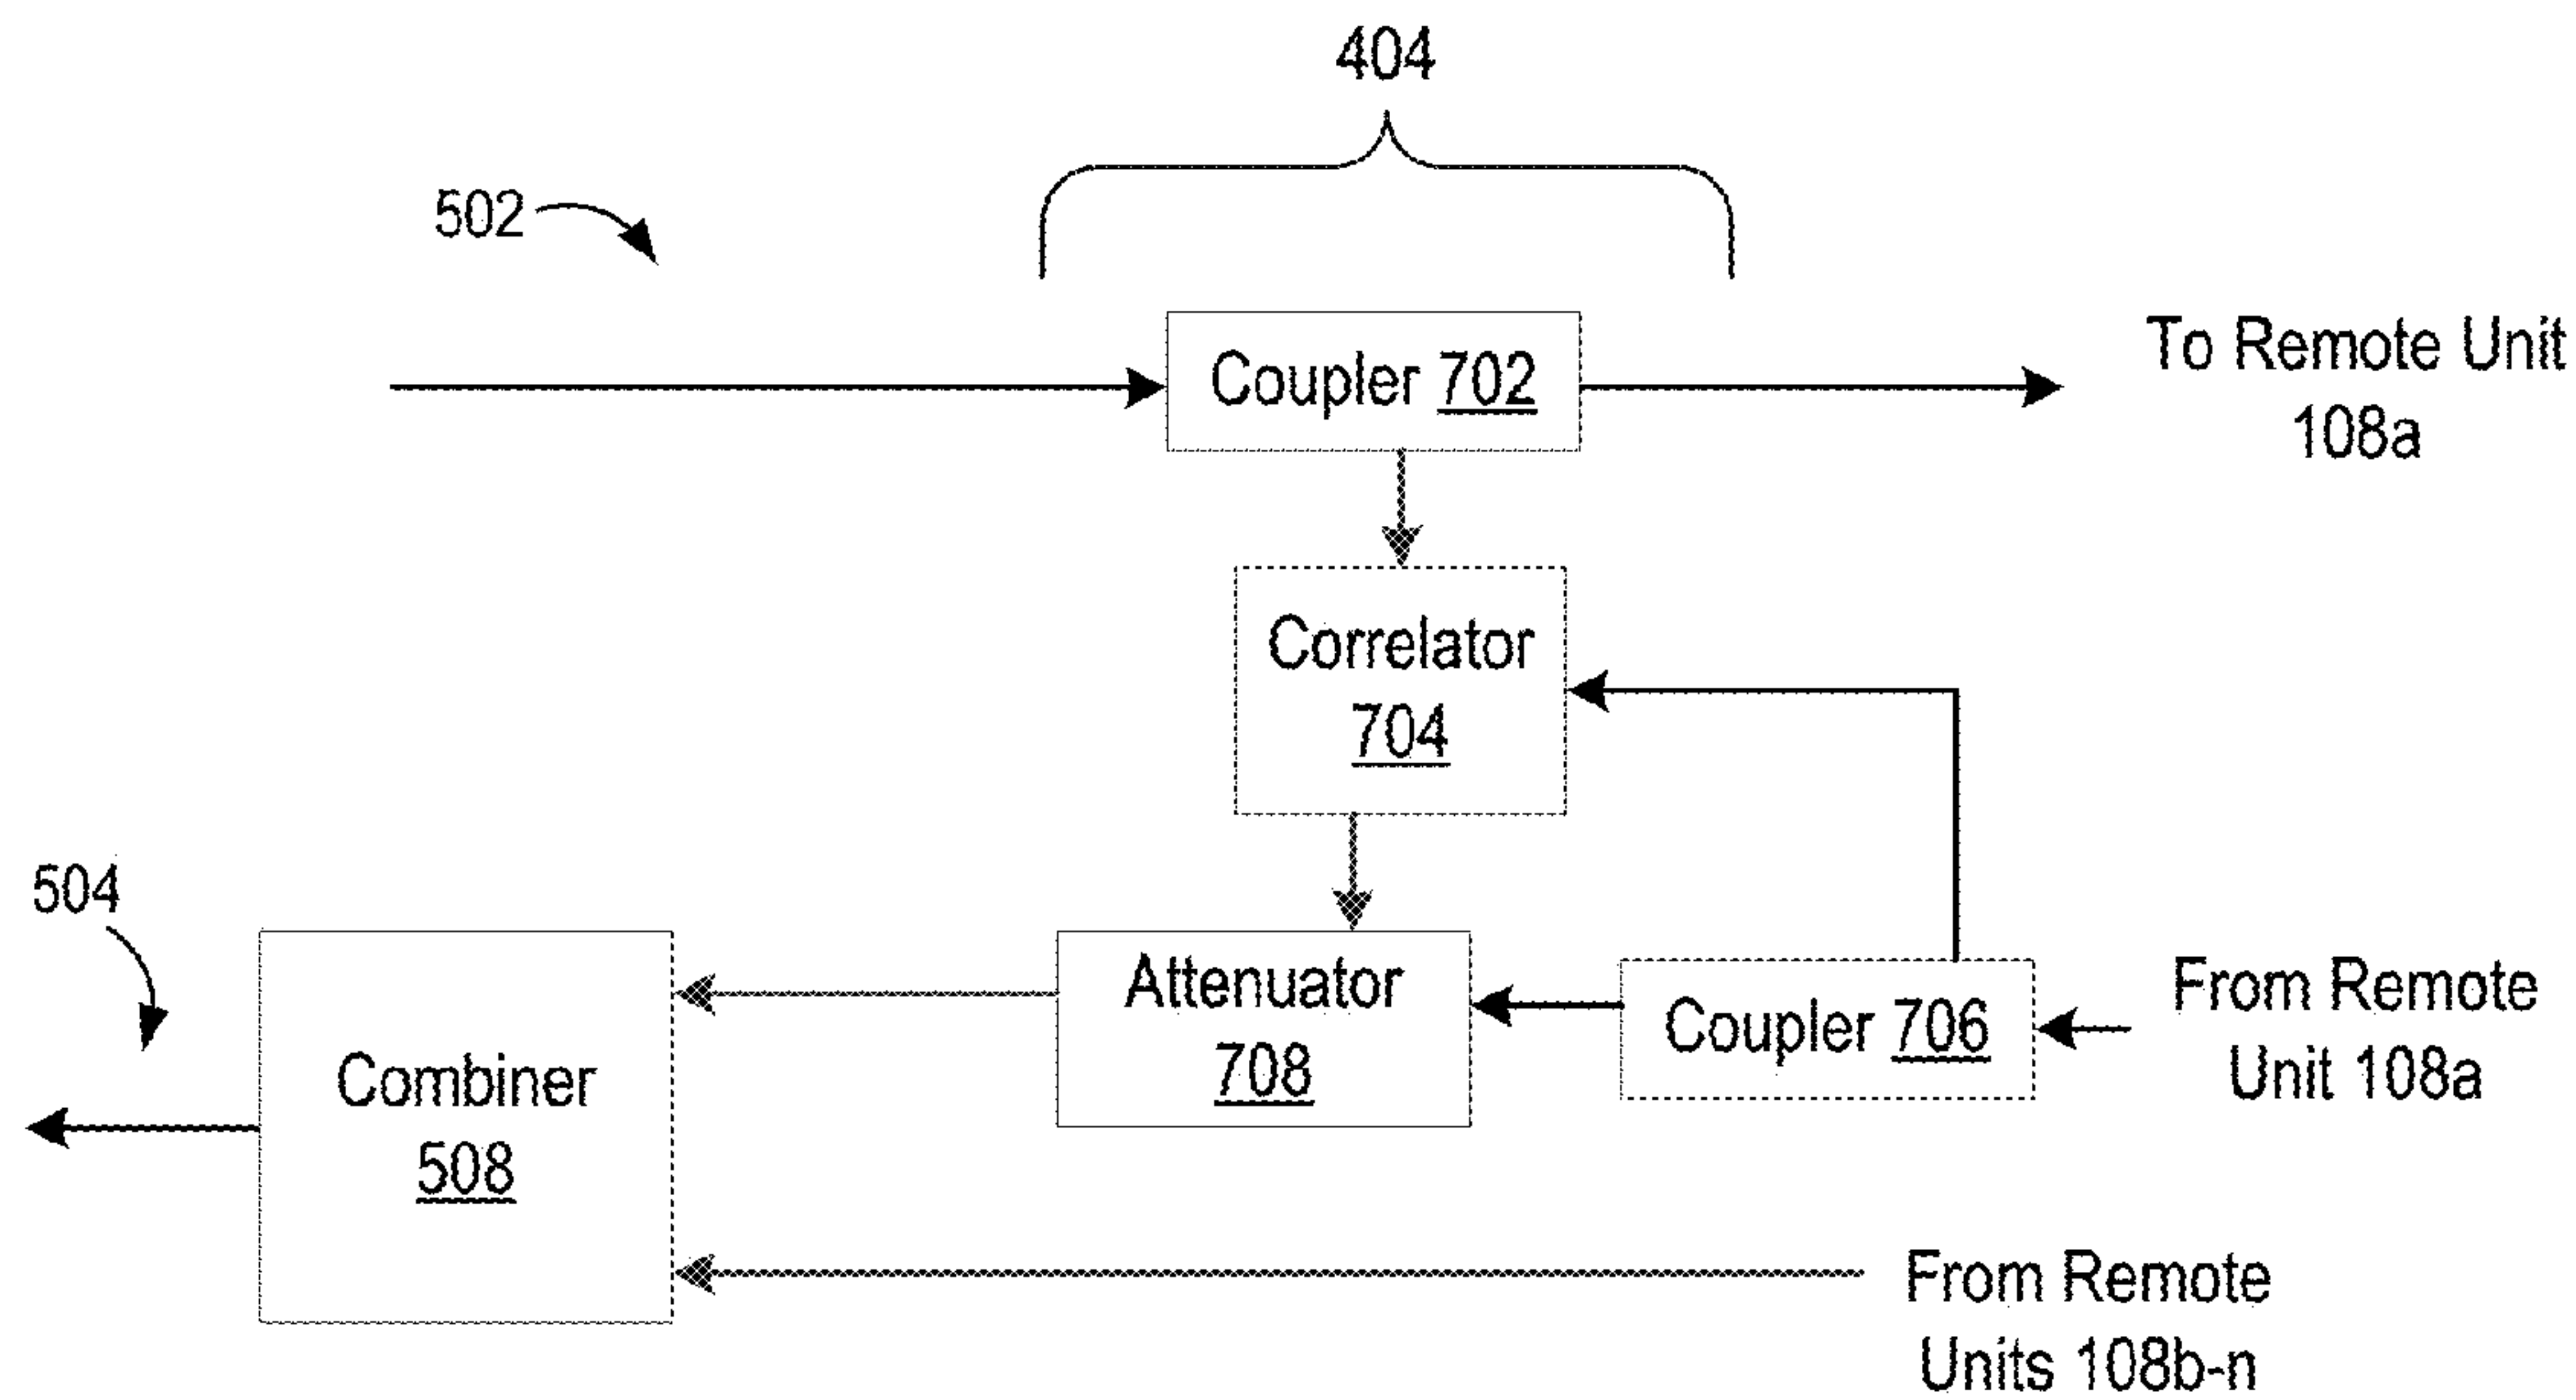 404
502
Coupler 702
To Remote Unit
108a
Correlator
704
504
Attenuator
708
Coupler 706
From Remote
Unit 108a
Combiner
508
From Remote
Units 108b-n